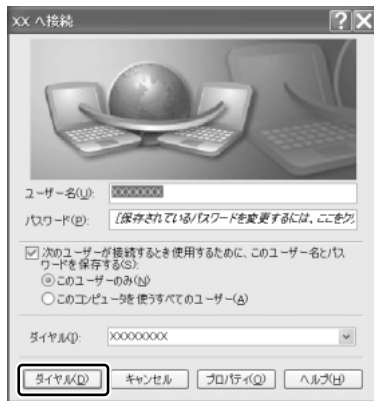 XX へ接続
ユーザー名(U): XXXXXXXX
パスワード(P): [保存されているパスワードを変更するには、ここをク
次のユーザーが接続するとき使用するために、このユーザー名とパス
ワードを保存する(S):
このユーザーのみ(N)
このコンピュータを使うすべてのユーザー(A)
ダイヤル(I): XXXXXXXX
ダイヤル(D) キャンセル プロパティ(O) ヘルプ(H)